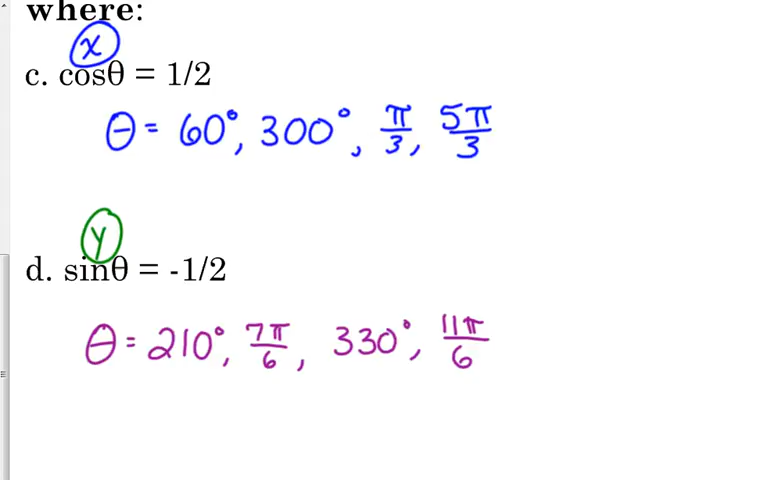 where:
x
c. cosθ = 1/2
θ = 60°, 300°, π/3, 5π/3
y
d. sinθ = -1/2
θ = 210°, 7π/6, 330°, 11π/6